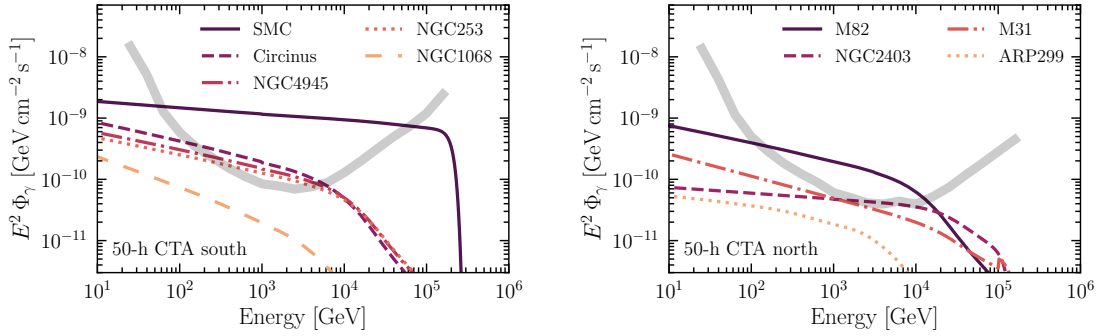 SMC
Circinus
NGC4945
NGC253
NGC1068
10⁻⁸
10⁻⁹
10⁻¹⁰
10⁻¹¹
E² Φγ [GeV cm⁻² s⁻¹]
50-h CTA south
10¹ 10² 10³ 10⁴ 10⁵ 10⁶
Energy [GeV]
M82
NGC2403
M31
ARP299
10⁻⁸
10⁻⁹
10⁻¹⁰
10⁻¹¹
E² Φγ [GeV cm⁻² s⁻¹]
50-h CTA north
10¹ 10² 10³ 10⁴ 10⁵ 10⁶
Energy [GeV]